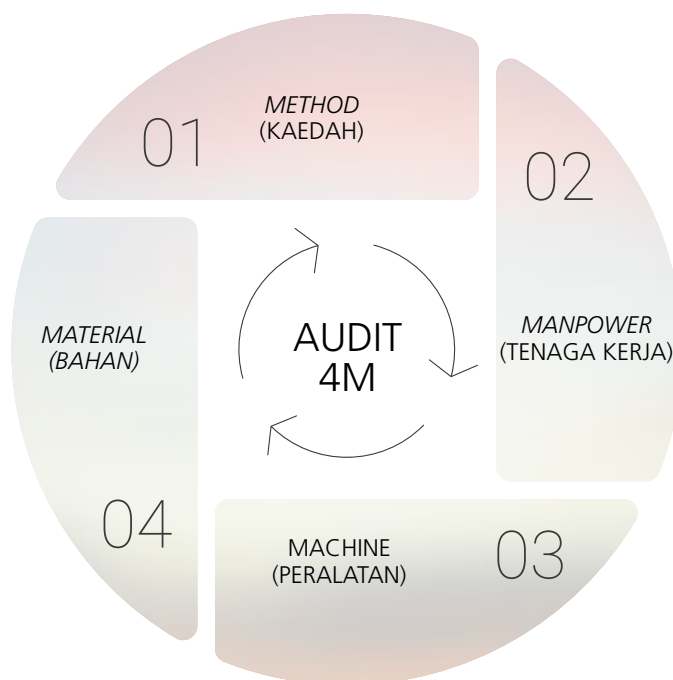 01
METHOD
(KAEDAH)
02
MANPOWER
(TENAGA KERJA)
03
MACHINE
(PERALATAN)
04
MATERIAL
(BAHAN)
AUDIT
4M